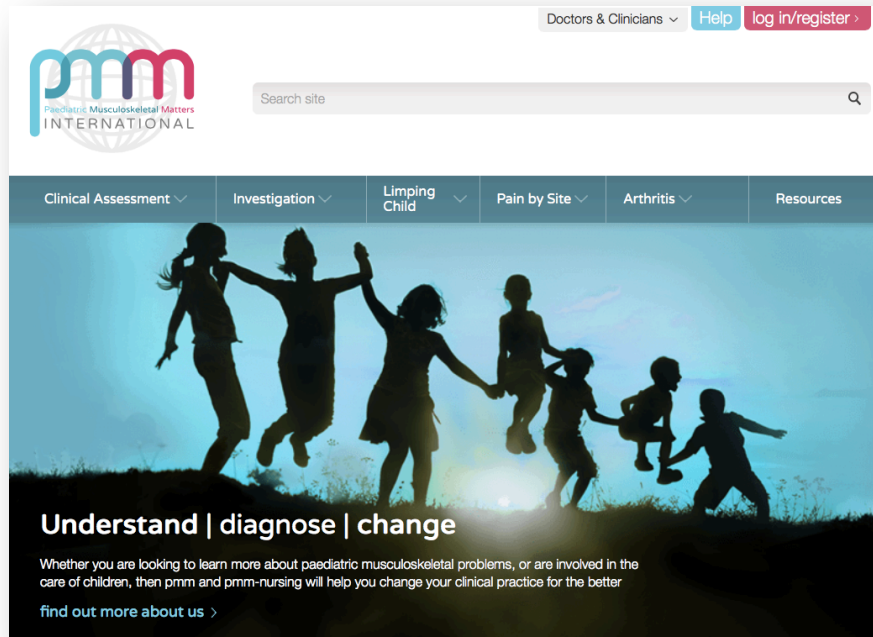 Doctors & Clinicians
Help
log in/register
pmm
Paediatric Musculoskeletal Matters
INTERNATIONAL
Search site
Clinical Assessment
Investigation
Limping
Child
Pain by Site
Arthritis
Resources
Understand | diagnose | change
Whether you are looking to learn more about paediatric musculoskeletal problems, or are involved in the
care of children, then pmm and pmm-nursing will help you change your clinical practice for the better
find out more about us >